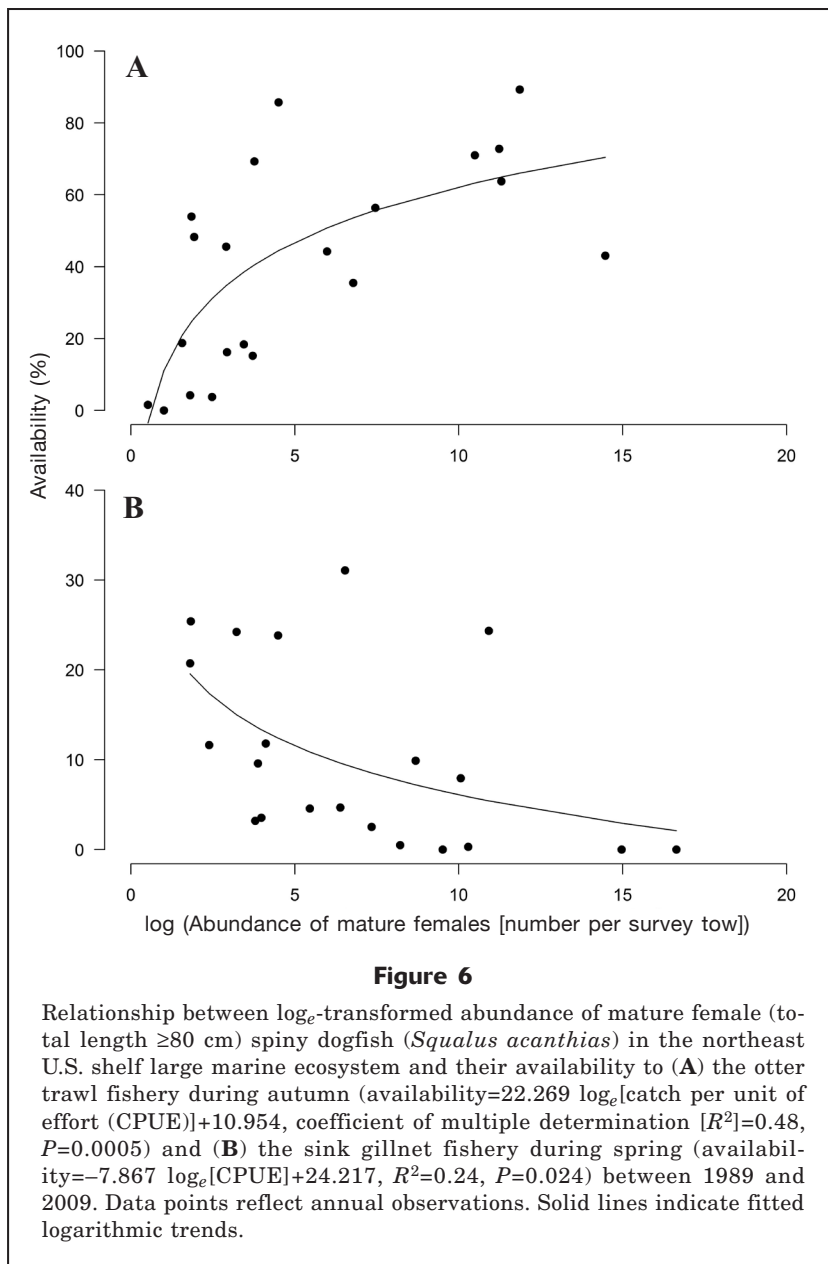 A
100
80
60
40
20
0
0 5 10 15 20
Availability (%)
B
40
30
20
10
0
0 5 10 15 20
log (Abundance of mature females [number per survey tow])
Figure 6
Relationship between logₑ-transformed abundance of mature female (to-
tal length ≥80 cm) spiny dogfish (Squalus acanthias) in the northeast
U.S. shelf large marine ecosystem and their availability to (A) the otter
trawl fishery during autumn (availability=22.269 logₑ[catch per unit of
effort (CPUE)]+10.954, coefficient of multiple determination [R²]=0.48,
P=0.0005) and (B) the sink gillnet fishery during spring (availabil-
ity=–7.867 logₑ[CPUE]+24.217, R²=0.24, P=0.024) between 1989 and
2009. Data points reflect annual observations. Solid lines indicate fitted
logarithmic trends.